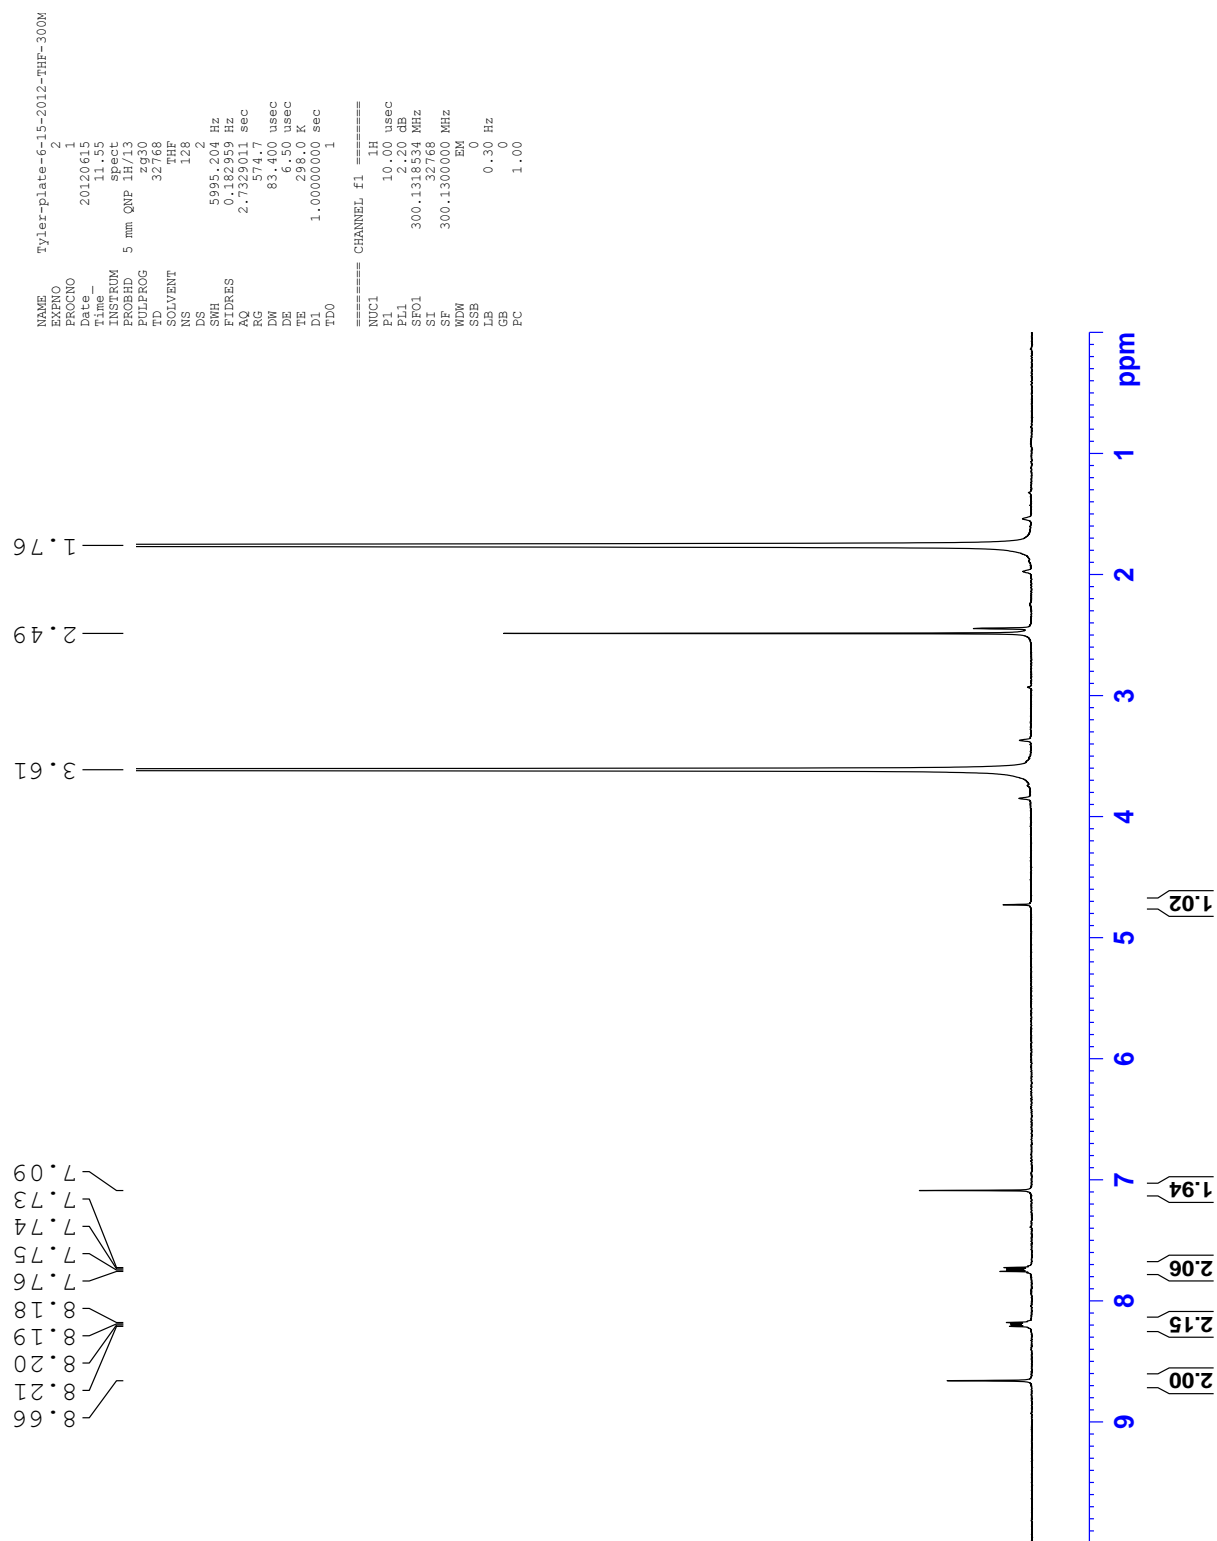 NAME Tyler-plate-6-15-2012-THF-300M
EXPNO 2
PROCNO 1
Date_ 20120615
Time 11.55
INSTRUM spect
PROBHD 5 mm QNP 1H/13
PULPROG zg30
TD 32768
SOLVENT THF
NS 128
DS 2
SWH 5995.204 Hz
FIDRES 0.182959 Hz
AQ 2.7329011 sec
RG 574.7
DW 83.400 usec
DE 6.50 usec
TE 298.0 K
D1 1.00000000 sec
TD0 1
======== CHANNEL f1 ========
NUC1 1H
P1 10.00 usec
PL1 2.20 dB
SFO1 300.1318534 MHz
SI 32768
SF 300.1300000 MHz
WDW EM
SSB 0
LB 0.30 Hz
GB 0
PC 1.00
8.66
8.21
8.20
8.19
8.18
7.76
7.75
7.74
7.73
7.09
3.61
2.49
1.76
9 8 7 6 5 4 3 2 1 ppm
2.00
2.15
2.06
1.94
1.02